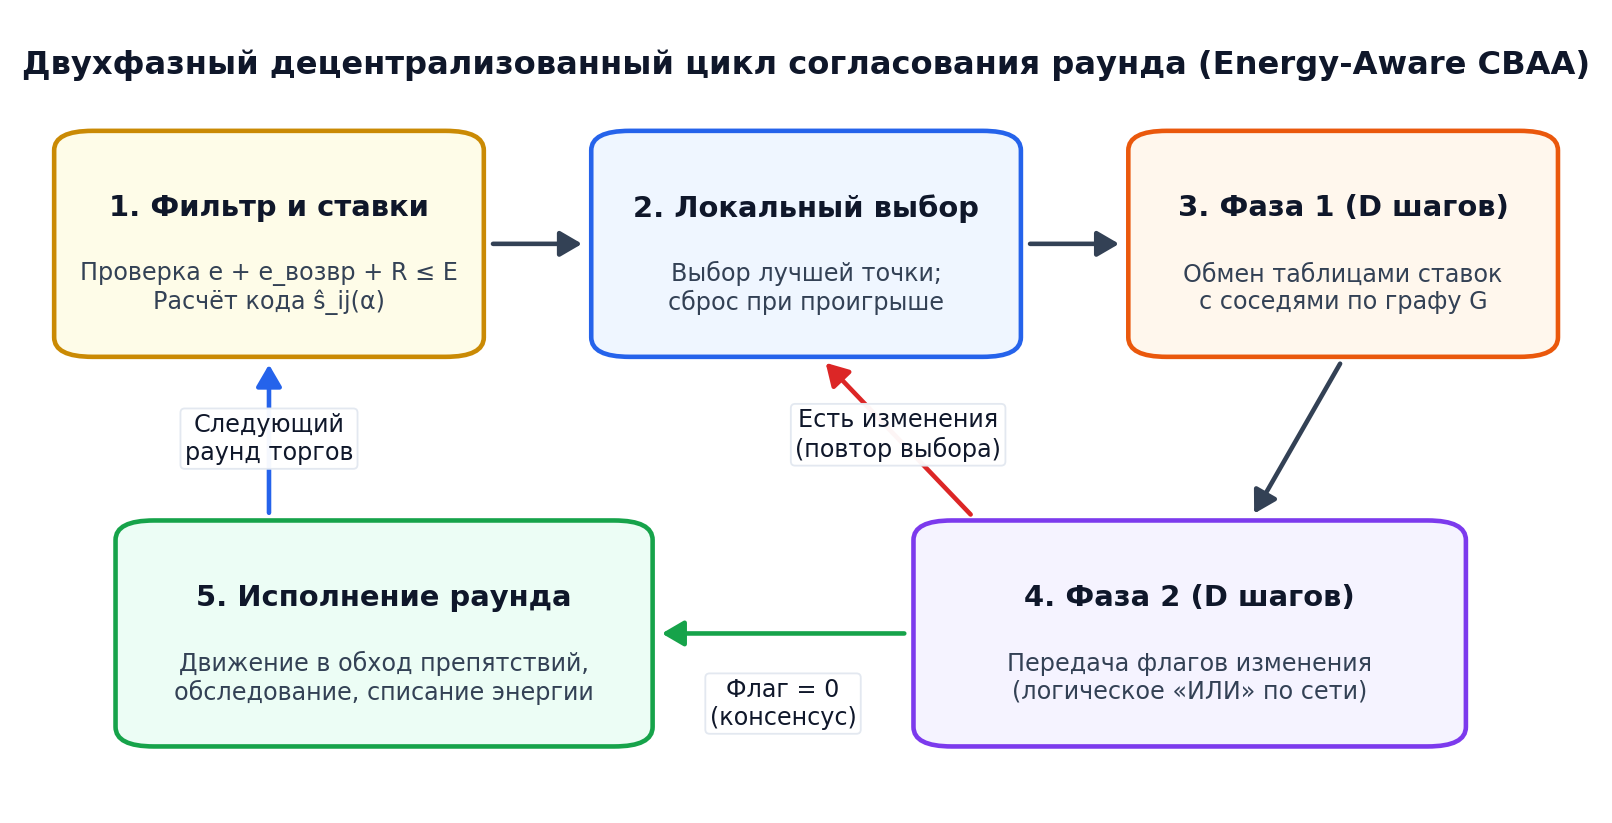 Двухфазный децентрализованный цикл согласования раунда (Energy-Aware CBAA)
1. Фильтр и ставки
Проверка e + e_возвр + R ≤ E
Расчёт кода ŝ_ij(α)
2. Локальный выбор
Выбор лучшей точки;
сброс при проигрыше
3. Фаза 1 (D шагов)
Обмен таблицами ставок
с соседями по графу G
Следующий
раунд торгов
Есть изменения
(повтор выбора)
5. Исполнение раунда
Движение в обход препятствий,
обследование, списание энергии
Флаг = 0
(консенсус)
4. Фаза 2 (D шагов)
Передача флагов изменения
(логическое «ИЛИ» по сети)